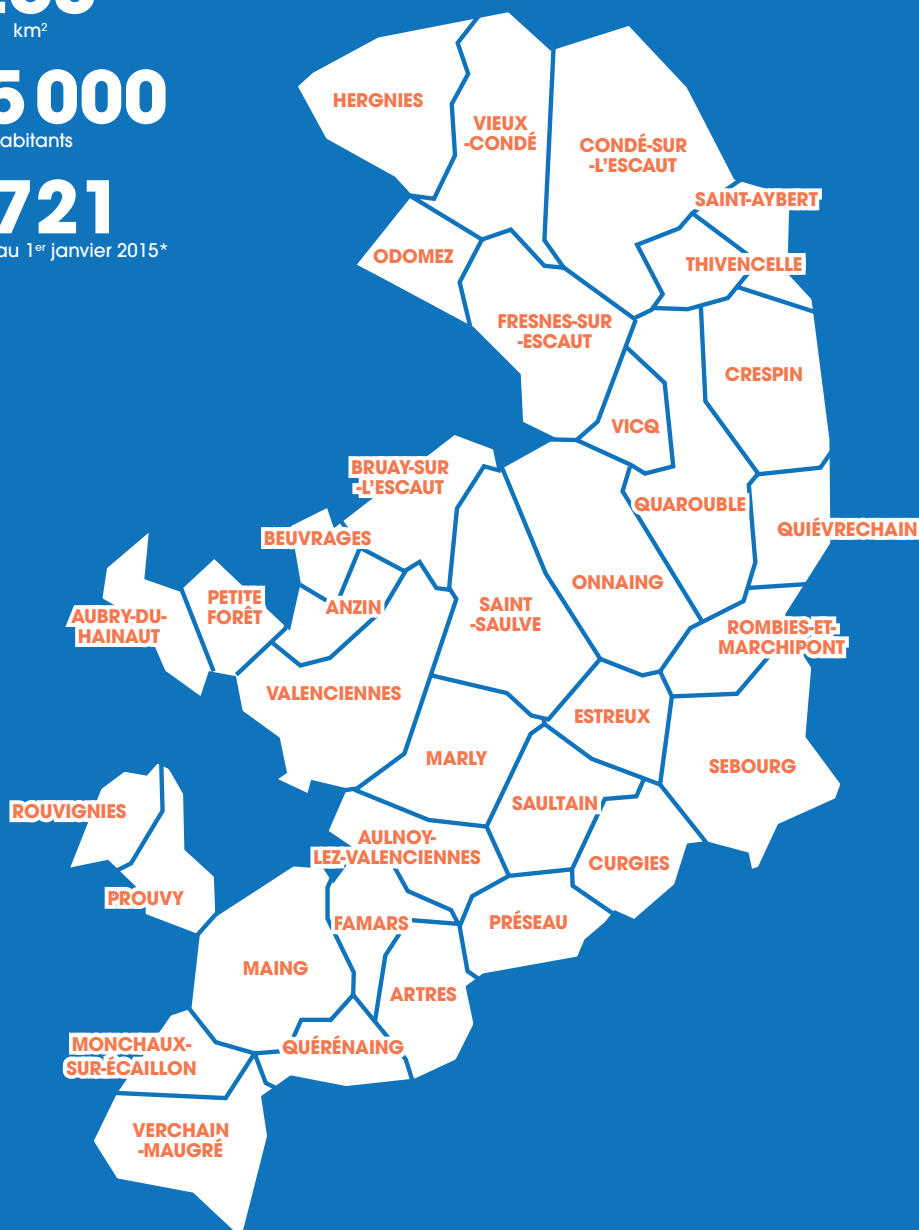 km²
5 000
abitants
721
au 1er janvier 2015*
HERGNIES
VIEUX
-CONDÉ
CONDÉ-SUR
-L'ESCAUT
SAINT-AYBERT
ODOMEZ
THIVENCELLE
FRESNES-SUR
-ESCAUT
CRESPIN
VICQ
BRUAY-SUR
-L'ESCAUT
QUAROUBLE
QUIÉVRECHAIN
BEUVRAGES
ONNAING
PETITE
FORÊT
ANZIN
SAINT
-SAULVE
AUBRY-DU-
HAINAUT
ROMBIES-ET-
MARCHIPONT
VALENCIENNES
ESTREUX
MARLY
SEBOURG
SAULTAIN
ROUVIGNIES
AULNOY-
LEZ-VALENCIENNES
CURGIES
PROUVY
FAMARS
PRÉSEAU
MAING
ARTRES
MONCHAUX-
SUR-ÉCAILLON
QUÉRÉNAING
VERCHAIN
-MAUGRÉ